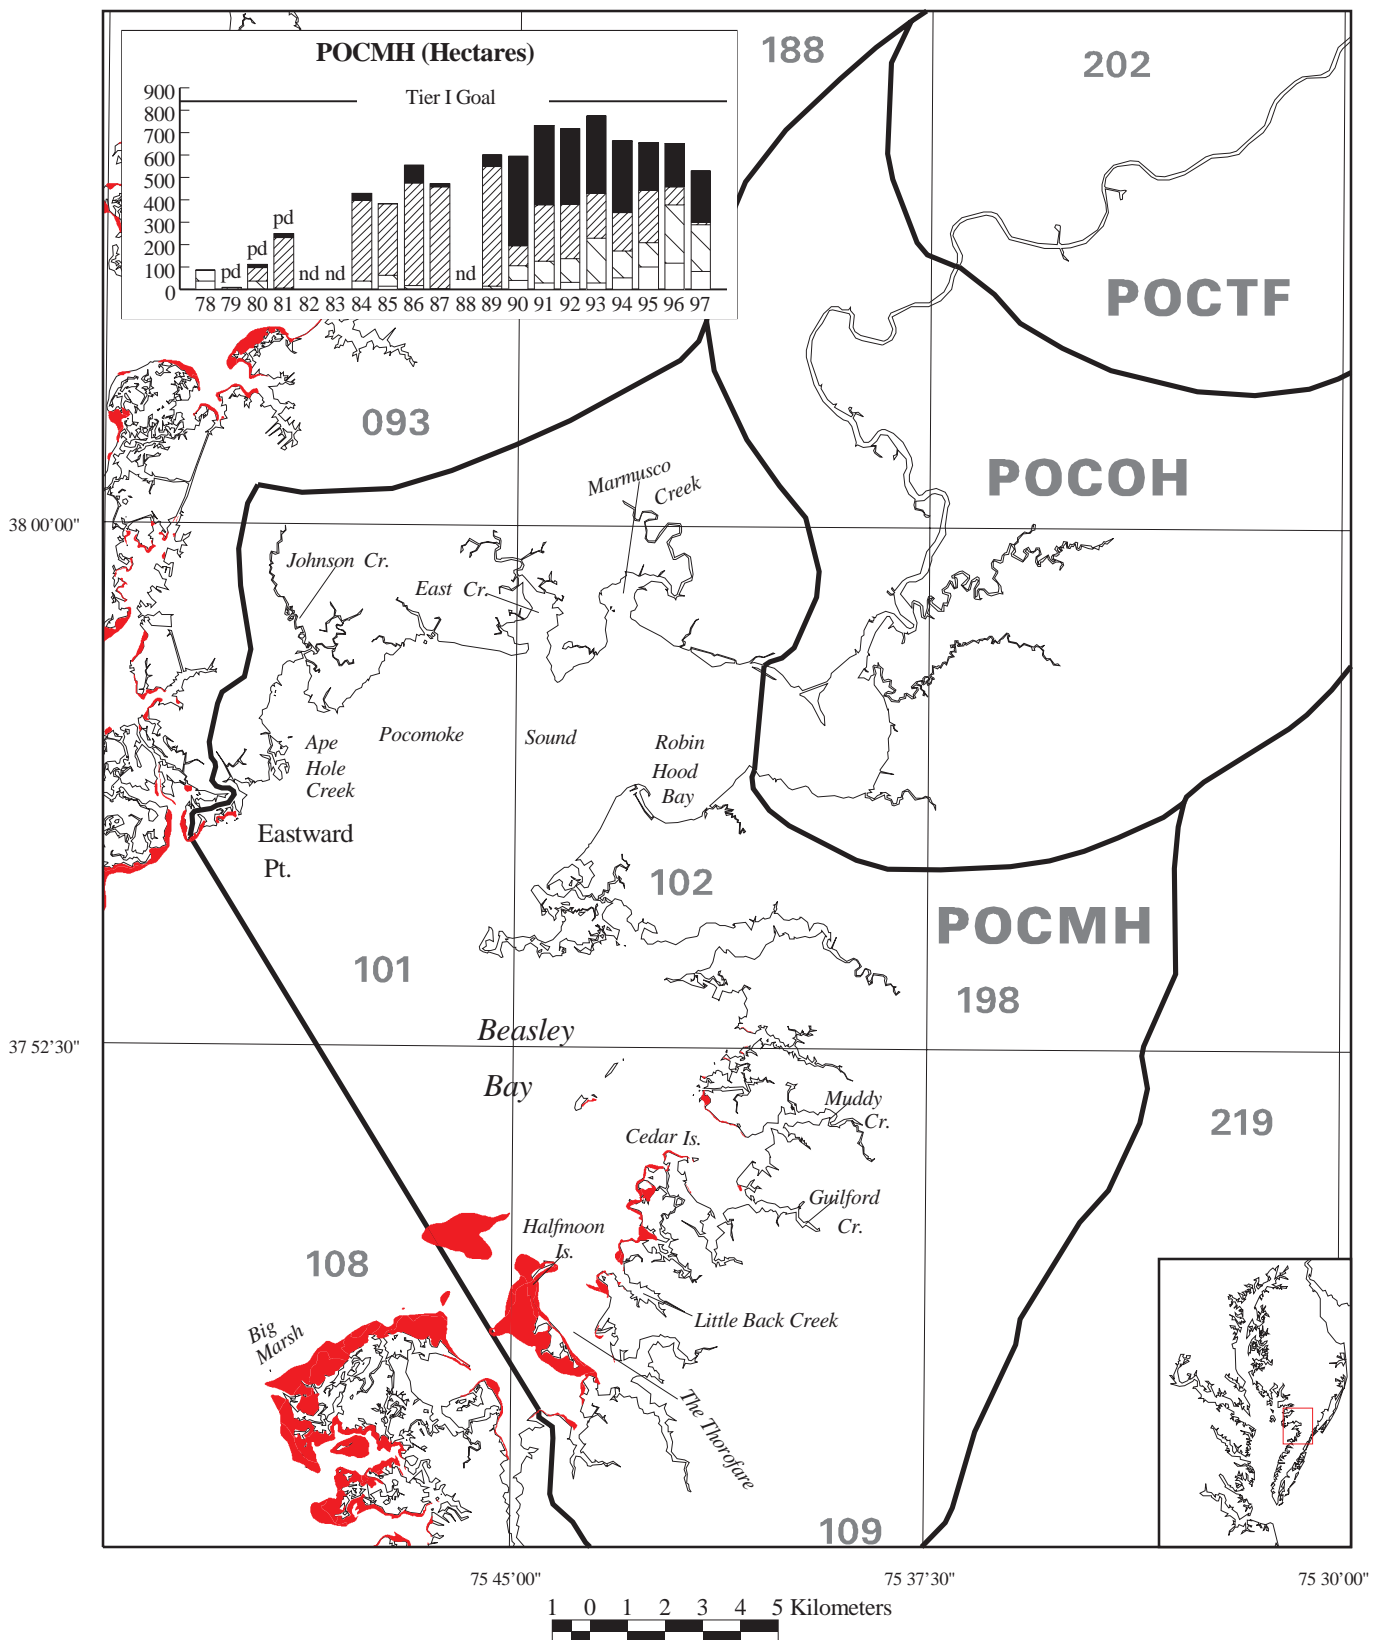 POCMH (Hectares)
Tier I Goal
900
800
700
600
500
400
300
200
100
0
pd
pd
pd
nd
nd
nd
78 79 80 81 82 83 84 85 86 87 88 89 90 91 92 93 94 95 96 97
188
202
POCTF
093
POCOH
Marmusco
Creek
38 00'00"
Johnson Cr.
East Cr.
Ape
Hole
Creek
Pocomoke
Sound
Robin
Hood
Bay
Eastward
Pt.
102
POCMH
101
198
Beasley
Bay
37 52'30"
Muddy
Cr.
219
Cedar Is.
Guilford
Cr.
Halfmoon
Is.
108
Little Back Creek
Big
Marsh
The Thorofare
109
75 45'00"
75 37'30"
75 30'00"
1 0 1 2 3 4 5 Kilometers